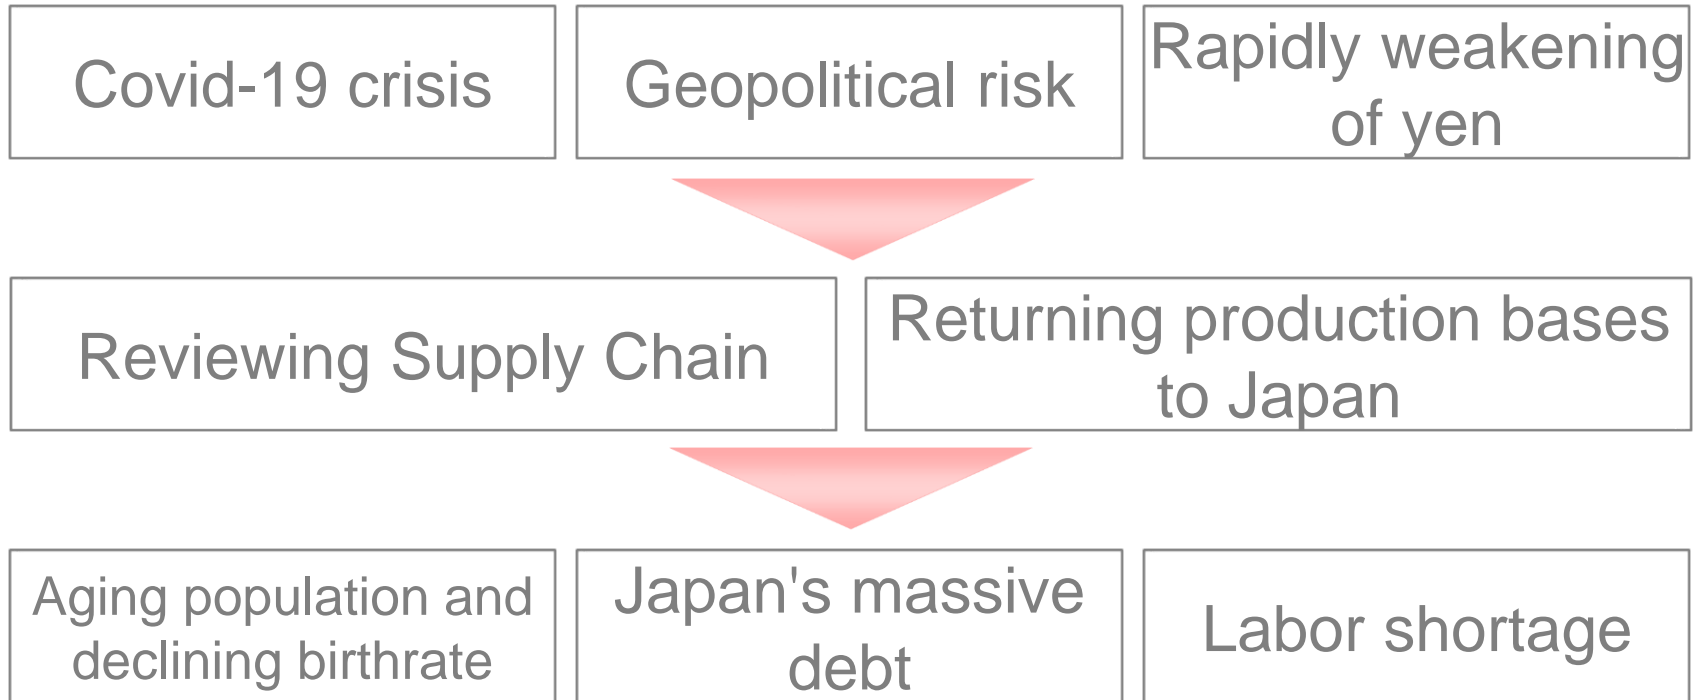 Covid-19 crisis
Geopolitical risk
Rapidly weakening
of yen
Reviewing Supply Chain
Returning production bases
to Japan
Aging population and
declining birthrate
Japan's massive
debt
Labor shortage